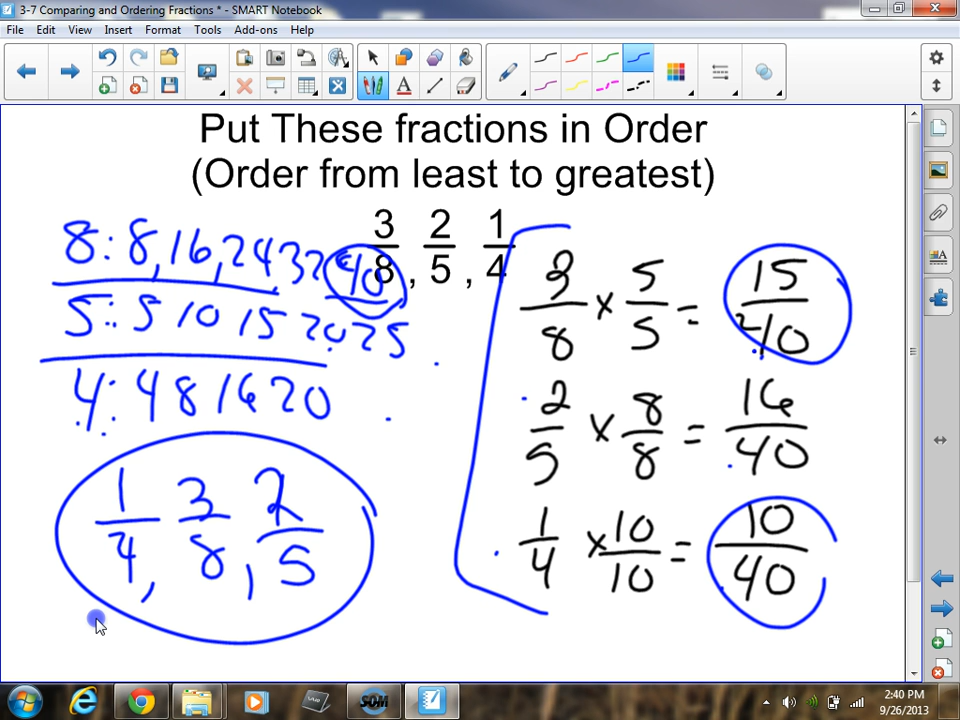 3-7 Comparing and Ordering Fractions * - SMART Notebook
File Edit View Insert Format Tools Add-ons Help
Put These fractions in Order
(Order from least to greatest)
3/8, 2/5, 1/4
8: 8, 16, 24, 32 40
5: 5 10 15 20 25
4: 4 8 16 20
3/8 x 5/5 = 15/40
2/5 x 8/8 = 16/40
1/4 x 10/10 = 10/40
1/4, 3/8, 2/5
SOM
2:40 PM
9/26/2013